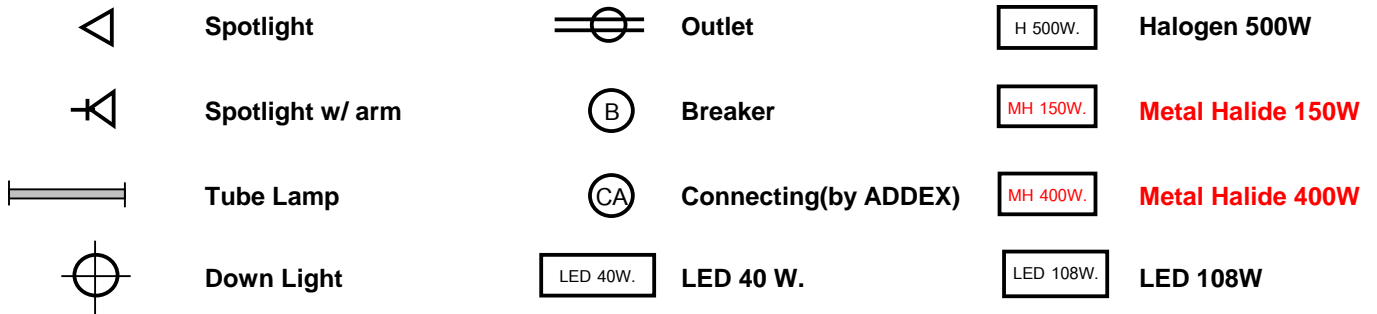 Spotlight
Outlet
H 500W.
Halogen 500W
Spotlight w/ arm
B
Breaker
MH 150W.
Metal Halide 150W
Tube Lamp
CA
Connecting(by ADDEX)
MH 400W.
Metal Halide 400W
Down Light
LED 40W.
LED 40 W.
LED 108W.
LED 108W